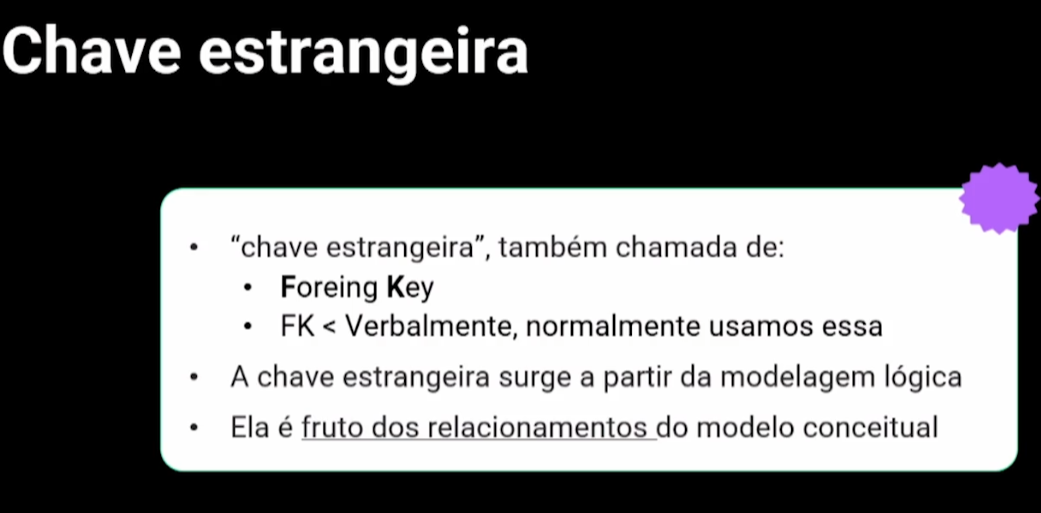 Chave estrangeira
• “chave estrangeira”, também chamada de:
• Foreing Key
• FK < Verbalmente, normalmente usamos essa
• A chave estrangeira surge a partir da modelagem lógica
• Ela é fruto dos relacionamentos do modelo conceitual